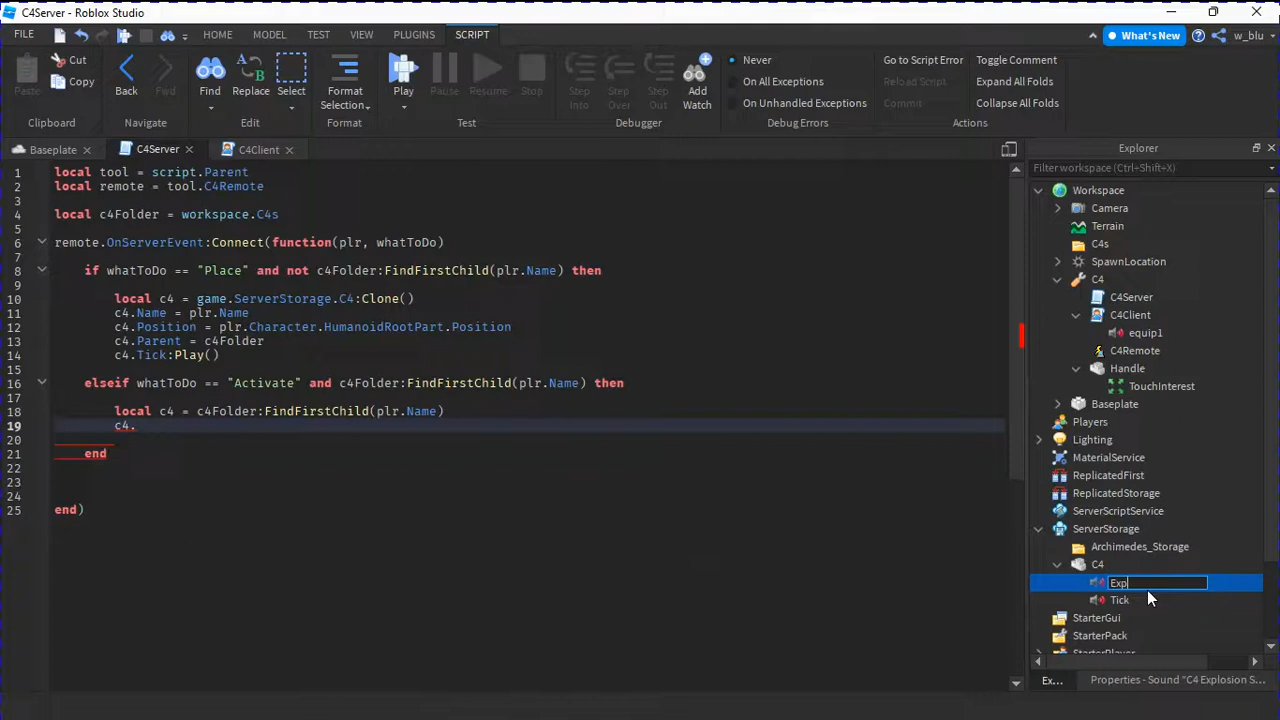 C4Server - Roblox Studio
FILE HOME MODEL TEST VIEW PLUGINS SCRIPT What's New w_blu
Paste Cut Copy Back Fwd Find Replace Select Format Selection... Play Pause Resume Stop Step Into Step Over Step Out Add Watch
Never Go to Script Error Toggle Comment
On All Exceptions Reload Script Expand All Folds
On Unhandled Exceptions Commit Collapse All Folds
Clipboard Navigate Edit Format Test Debugger Debug Errors Actions
Baseplate C4Server C4Client
1 local tool = script.Parent
2 local remote = tool.C4Remote
3
4 local c4Folder = workspace.C4s
5
6 remote.OnServerEvent:Connect(function(plr, whatToDo)
7
8 if whatToDo == "Place" and not c4Folder:FindFirstChild(plr.Name) then
9
10 local c4 = game.ServerStorage.C4:Clone()
11 c4.Name = plr.Name
12 c4.Position = plr.Character.HumanoidRootPart.Position
13 c4.Parent = c4Folder
14 c4.Tick:Play()
15
16 elseif whatToDo == "Activate" and c4Folder:FindFirstChild(plr.Name) then
17
18 local c4 = c4Folder:FindFirstChild(plr.Name)
19 c4.
20
21 end
22
23
24
25 end)
Explorer
Filter workspace (Ctrl+Shift+X)
Workspace
Camera
Terrain
C4s
SpawnLocation
C4
C4Server
C4Client
equip1
C4Remote
Handle
TouchInterest
Baseplate
Players
Lighting
MaterialService
ReplicatedFirst
ReplicatedStorage
ServerScriptService
ServerStorage
Archimedes_Storage
C4
Exp
Tick
StarterGui
StarterPack
StarterPlayer
Ex... Properties - Sound "C4 Explosion S...